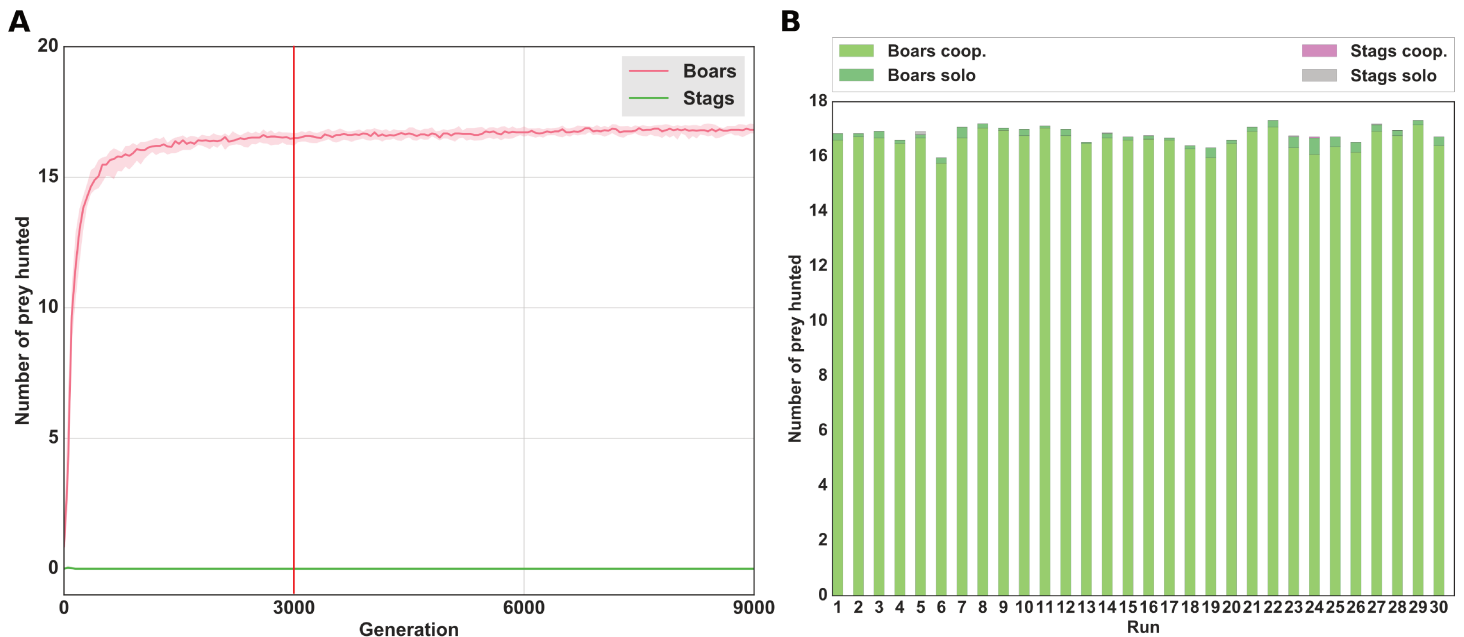 A
Number of prey hunted
20
15
10
5
0
Boars
Stags
0 3000 6000 9000
Generation
B
Boars coop.
Boars solo
Stags coop.
Stags solo
Number of prey hunted
18
16
14
12
10
8
6
4
2
0
1 2 3 4 5 6 7 8 9 10 11 12 13 14 15 16 17 18 19 20 21 22 23 24 25 26 27 28 29 30
Run